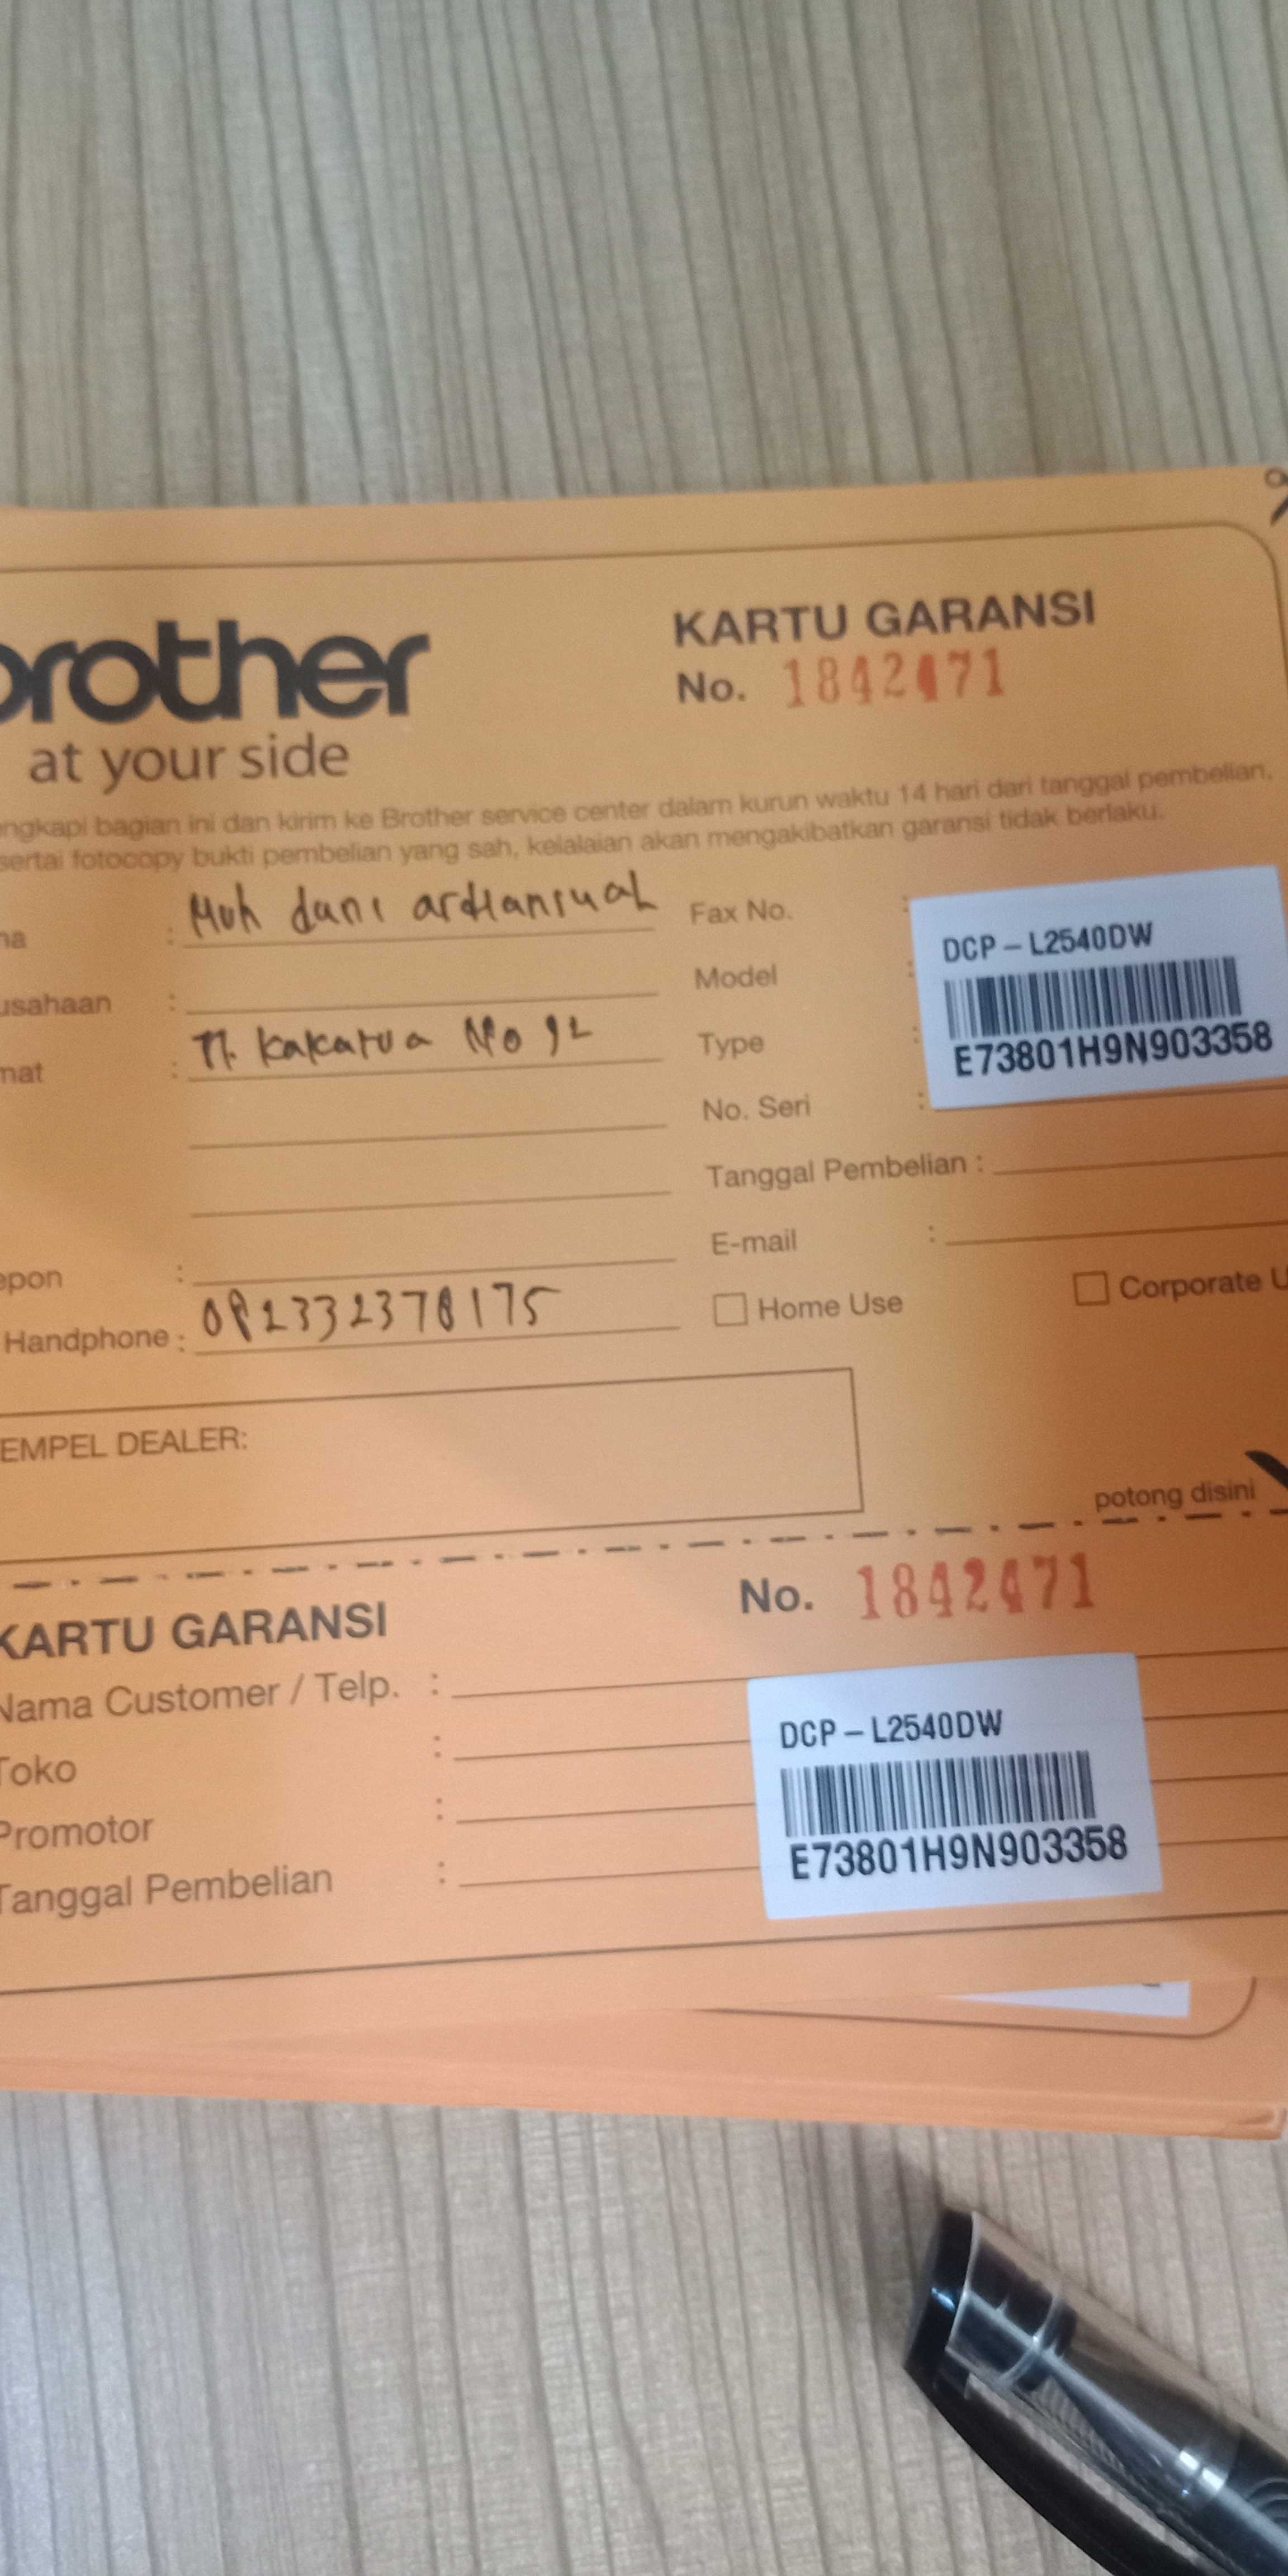 brother
at your side
KARTU GARANSI
No. 1842471
ngkapi bagian ini dan kirim ke Brother service center dalam kurun waktu 14 hari dari tanggal pembelian,
sertai fotocopy bukti pembelian yang sah, kelalaian akan mengakibatkan garansi tidak berlaku.
na : Muh dani ardiansyah
usahaan :
mat : Jl. kakatua No 92
epon :
Handphone : 082332378175
Fax No. :
Model :
Type :
No. Seri :
DCP - L2540DW
E73801H9N903358
Tanggal Pembelian :
E-mail :
Home Use
Corporate U
EMPEL DEALER:
potong disini
KARTU GARANSI
No. 1842471
Nama Customer / Telp. :
Toko :
Promotor :
Tanggal Pembelian :
DCP - L2540DW
E73801H9N903358